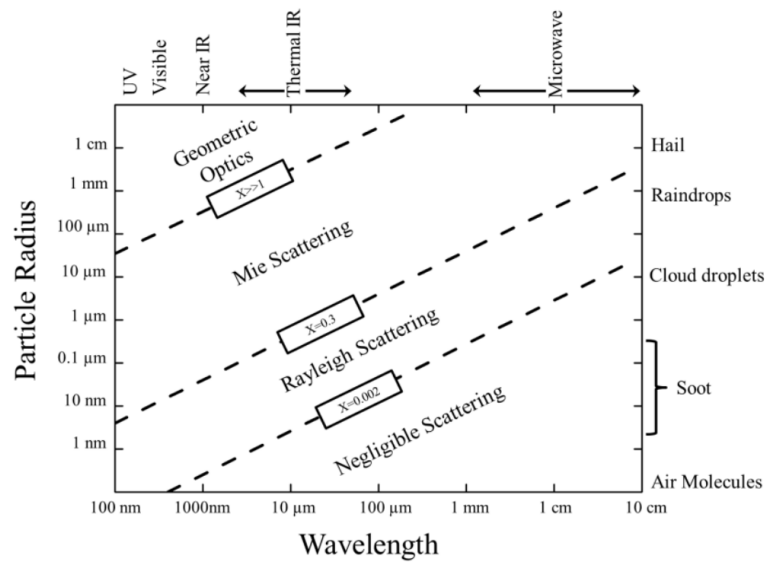 UV
Visible
Near IR
Thermal IR
Microwave
Geometric
Optics
X>>1
Mie Scattering
X=0.3
Rayleigh Scattering
X=0.002
Negligible Scattering
Particle Radius
1 cm
1 mm
100 μm
10 μm
1 μm
0.1 μm
10 nm
1 nm
Hail
Raindrops
Cloud droplets
Soot
Air Molecules
100 nm 1000nm 10 μm 100 μm 1 mm 1 cm 10 cm
Wavelength